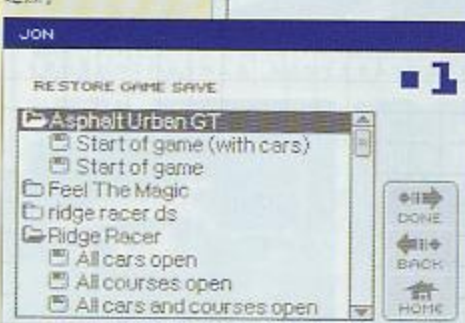 JON
RESTORE GAME SAVE
1
Asphalt Urban GT
Start of game (with cars)
Start of game
Feel The Magic
ridge racer ds
Ridge Racer
All cars open
All courses open
All cars and courses open
DONE
BACK
HOME